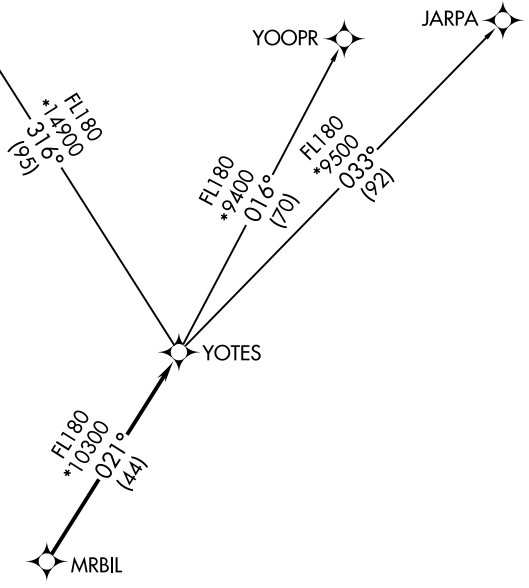 JARPA
YOOPR
FL180
*14900
316°
(95)
FL180
*9400
016°
(70)
FL180
*9500
033°
(92)
YOTES
FL180
*10300
021°
(44)
MRBIL